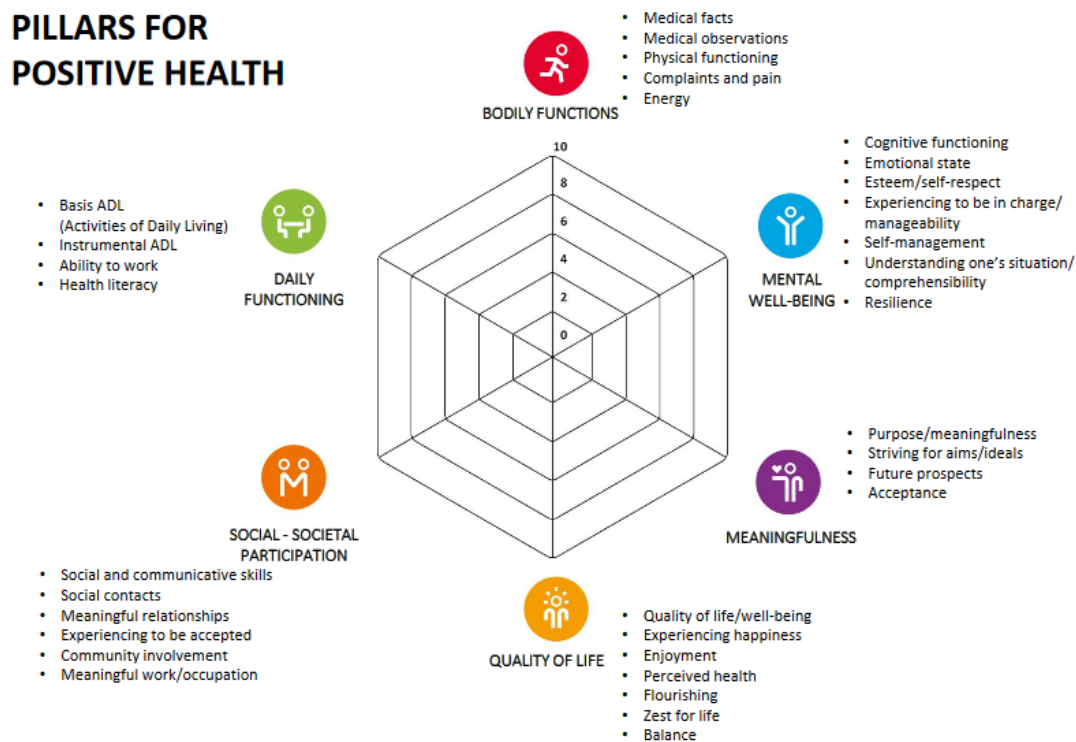 PILLARS FOR
POSITIVE HEALTH
• Medical facts
• Medical observations
• Physical functioning
• Complaints and pain
• Energy
BODILY FUNCTIONS
10
8
6
4
2
0
• Cognitive functioning
• Emotional state
• Esteem/self-respect
• Experiencing to be in charge/
manageability
• Self-management
• Understanding one's situation/
comprehensibility
• Resilience
MENTAL
WELL-BEING
• Basis ADL
(Activities of Daily Living)
• Instrumental ADL
• Ability to work
• Health literacy
DAILY
FUNCTIONING
• Purpose/meaningfulness
• Striving for aims/ideals
• Future prospects
• Acceptance
MEANINGFULNESS
SOCIAL - SOCIETAL
PARTICIPATION
• Social and communicative skills
• Social contacts
• Meaningful relationships
• Experiencing to be accepted
• Community involvement
• Meaningful work/occupation
QUALITY OF LIFE
• Quality of life/well-being
• Experiencing happiness
• Enjoyment
• Perceived health
• Flourishing
• Zest for life
• Balance